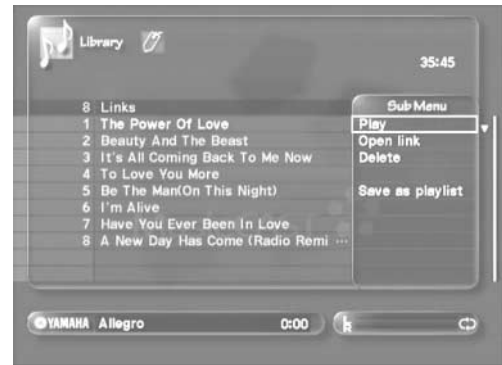 Library
35:45
8 Links
1 The Power Of Love
2 Beauty And The Beast
3 It's All Coming Back To Me Now
4 To Love You More
5 Be The Man(On This Night)
6 I'm Alive
7 Have You Ever Been In Love
8 A New Day Has Come (Radio Remi ...
Sub Menu
Play
Open link
Delete
Save as playlist
YAMAHA Allegro 0:00
L
R